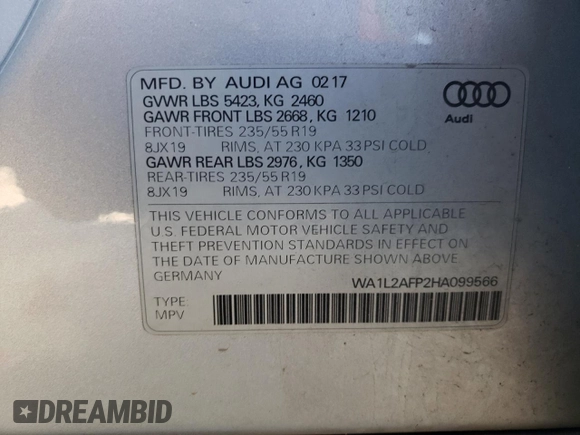 MFD. BY AUDI AG 02 17
GVWR LBS 5423, KG 2460
GAWR FRONT LBS 2668, KG 1210
FRONT-TIRES 235/55 R19
8JX19 RIMS, AT 230 KPA 33 PSI COLD
GAWR REAR LBS 2976, KG 1350
REAR-TIRES 235/55 R19
8JX19 RIMS, AT 230 KPA 33 PSI COLD
Audi
THIS VEHICLE CONFORMS TO ALL APPLICABLE
U.S. FEDERAL MOTOR VEHICLE SAFETY AND
THEFT PREVENTION STANDARDS IN EFFECT ON
THE DATE OF MANUFACTURE SHOWN ABOVE
GERMANY
WA1L2AFP2HA099566
TYPE:
MPV
DREAMBID